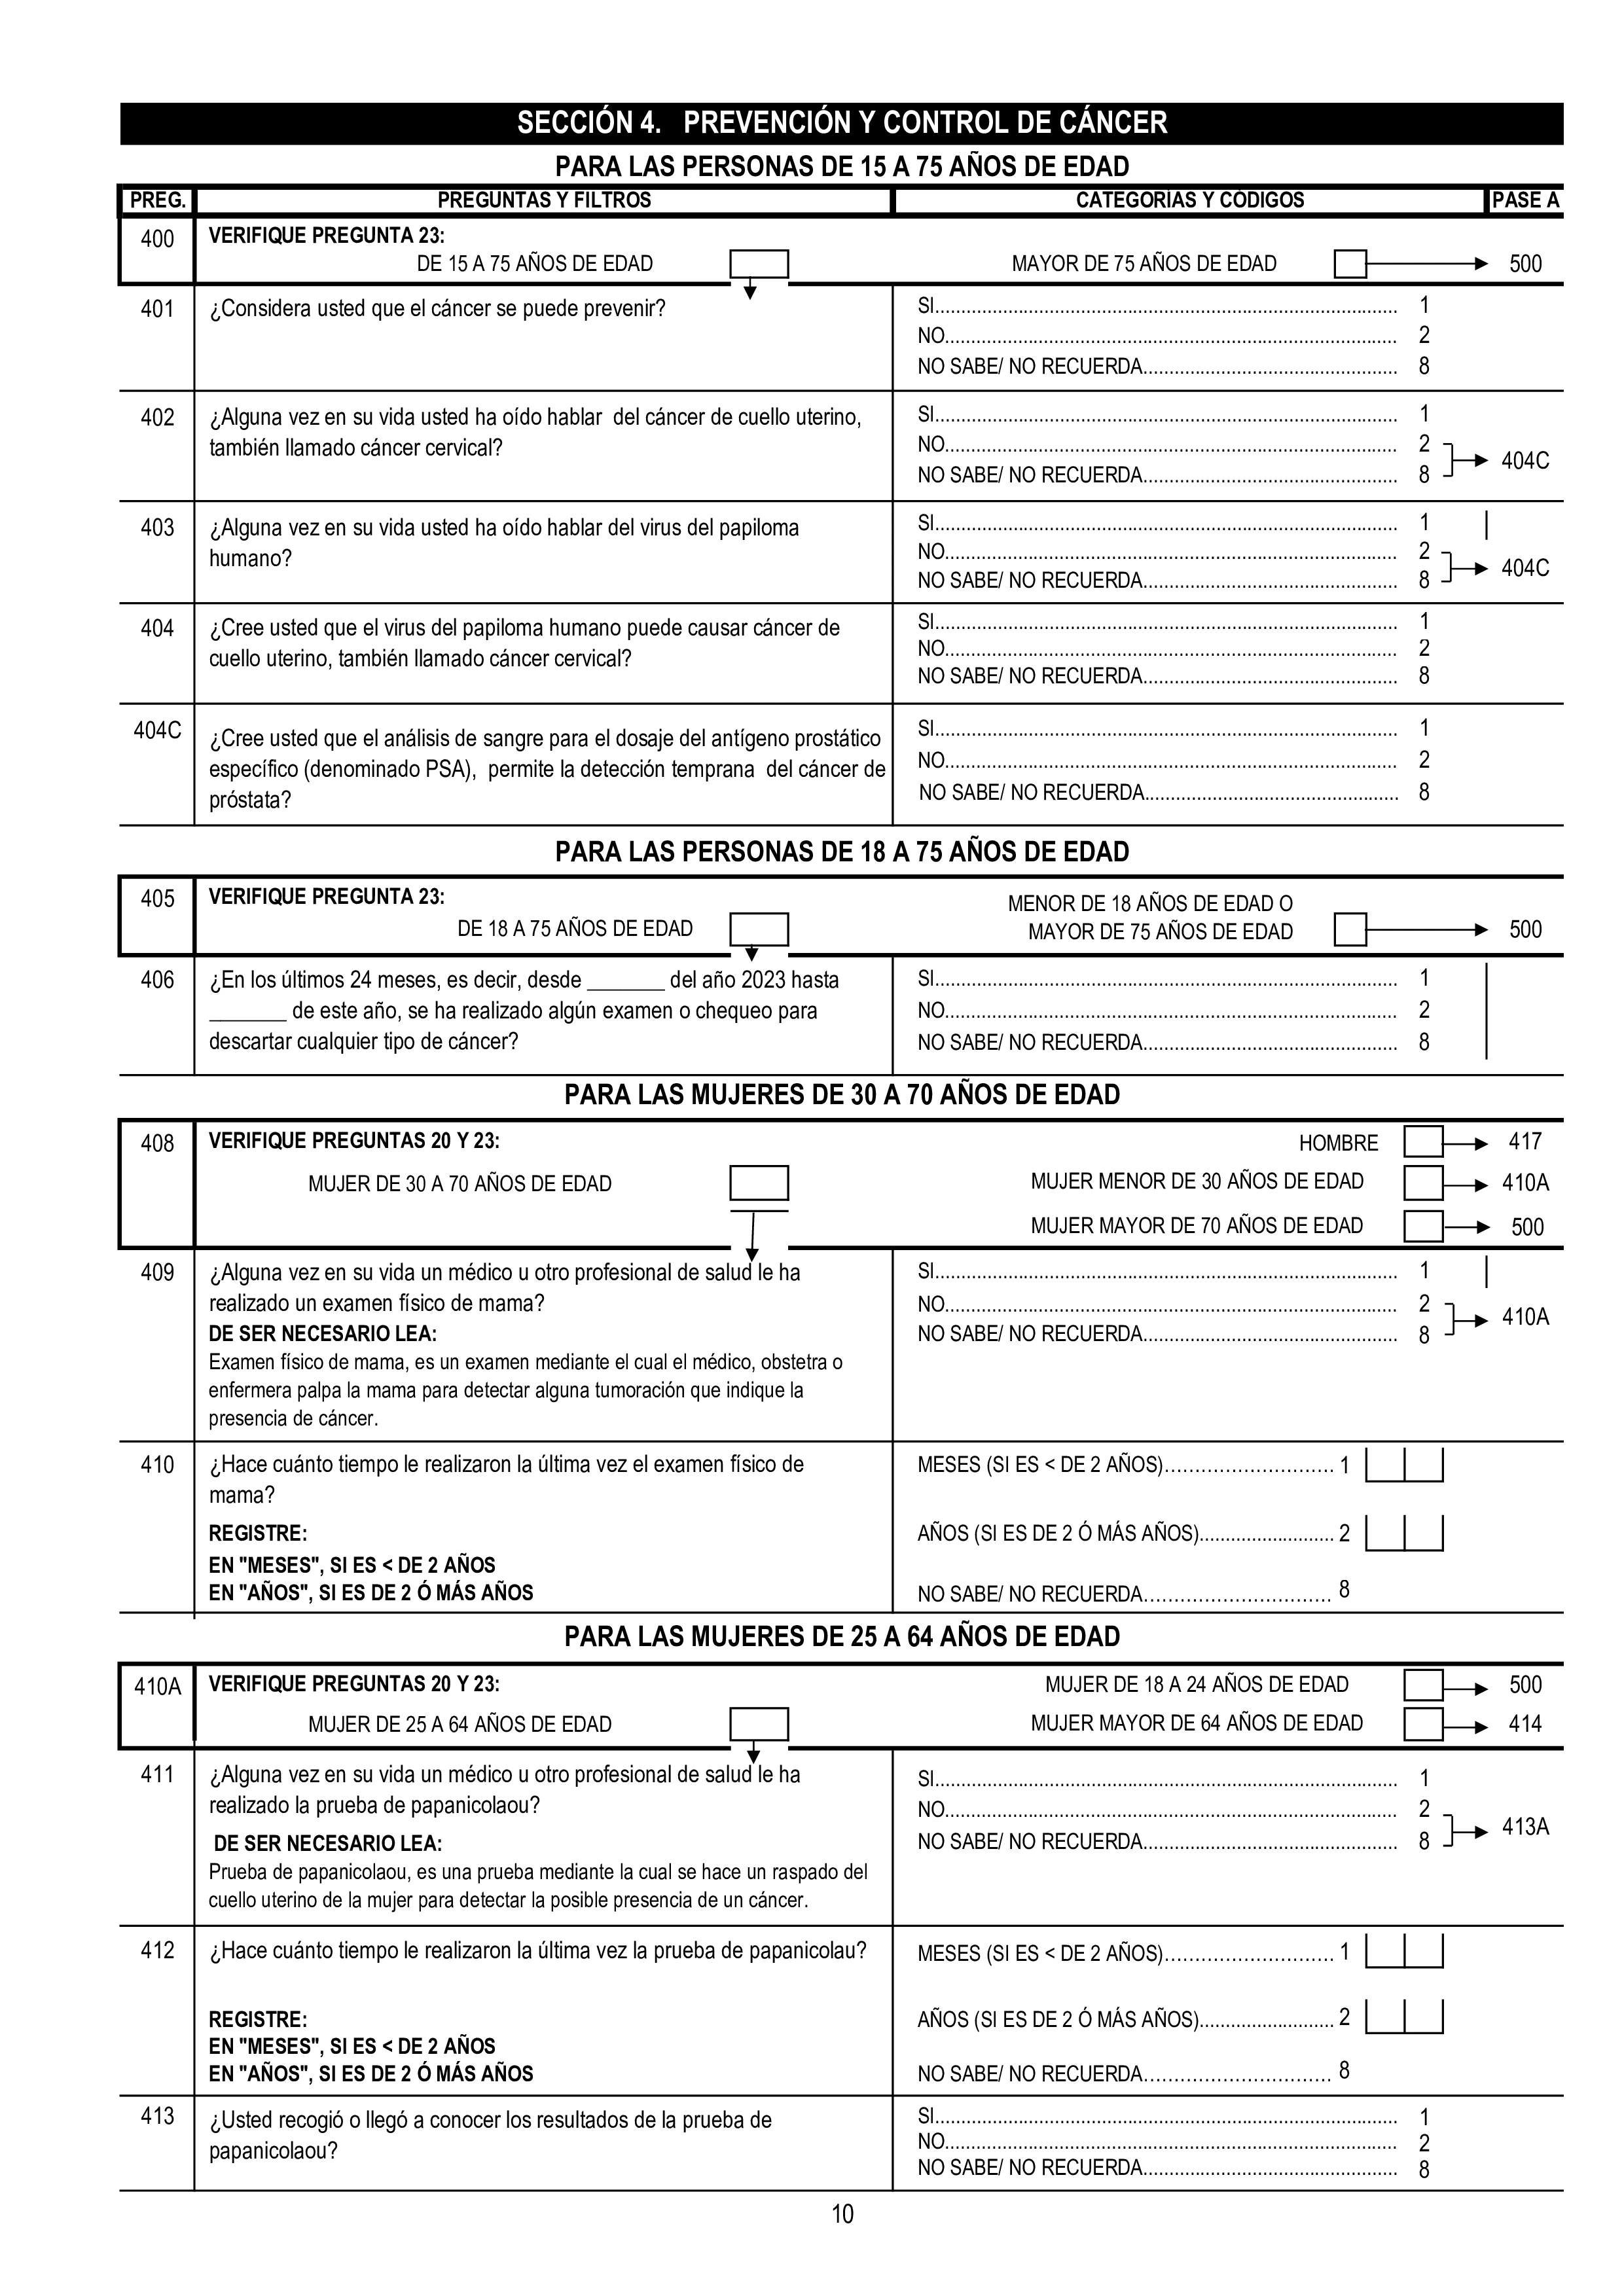 SECCIÓN 4.   PREVENCIÓN Y CONTROL DE CÁNCER
PARA LAS PERSONAS DE 15 A 75 AÑOS DE EDAD
PREG. PREGUNTAS Y FILTROS CATEGORÍAS Y CÓDIGOS PASE A
400 VERIFIQUE PREGUNTA 23:
DE 15 A 75 AÑOS DE EDAD MAYOR DE 75 AÑOS DE EDAD 500
401 ¿Considera usted que el cáncer se puede prevenir?
SI 1
NO 2
NO SABE/ NO RECUERDA 8
402 ¿Alguna vez en su vida usted ha oído hablar  del cáncer de cuello uterino,
también llamado cáncer cervical?
SI 1
NO 2
NO SABE/ NO RECUERDA 8
404C
403 ¿Alguna vez en su vida usted ha oído hablar del virus del papiloma
humano?
SI 1
NO 2
NO SABE/ NO RECUERDA 8
404C
404 ¿Cree usted que el virus del papiloma humano puede causar cáncer de
cuello uterino, también llamado cáncer cervical?
SI 1
NO 2
NO SABE/ NO RECUERDA 8
404C ¿Cree usted que el análisis de sangre para el dosaje del antígeno prostático
específico (denominado PSA),  permite la detección temprana  del cáncer de
próstata?
SI 1
NO 2
NO SABE/ NO RECUERDA 8
PARA LAS PERSONAS DE 18 A 75 AÑOS DE EDAD
405 VERIFIQUE PREGUNTA 23:
DE 18 A 75 AÑOS DE EDAD
MENOR DE 18 AÑOS DE EDAD O
MAYOR DE 75 AÑOS DE EDAD 500
406 ¿En los últimos 24 meses, es decir, desde _______ del año 2023 hasta
_______ de este año, se ha realizado algún examen o chequeo para
descartar cualquier tipo de cáncer?
SI 1
NO 2
NO SABE/ NO RECUERDA 8
PARA LAS MUJERES DE 30 A 70 AÑOS DE EDAD
408 VERIFIQUE PREGUNTAS 20 Y 23:
MUJER DE 30 A 70 AÑOS DE EDAD
HOMBRE 417
MUJER MENOR DE 30 AÑOS DE EDAD 410A
MUJER MAYOR DE 70 AÑOS DE EDAD 500
409 ¿Alguna vez en su vida un médico u otro profesional de salud le ha
realizado un examen físico de mama?
DE SER NECESARIO LEA:
Examen físico de mama, es un examen mediante el cual el médico, obstetra o
enfermera palpa la mama para detectar alguna tumoración que indique la
presencia de cáncer.
SI 1
NO 2
NO SABE/ NO RECUERDA 8
410A
410 ¿Hace cuánto tiempo le realizaron la última vez el examen físico de
mama?
REGISTRE:
EN "MESES", SI ES < DE 2 AÑOS
EN "AÑOS", SI ES DE 2 Ó MÁS AÑOS
MESES (SI ES < DE 2 AÑOS) 1
AÑOS (SI ES DE 2 Ó MÁS AÑOS) 2
NO SABE/ NO RECUERDA 8
PARA LAS MUJERES DE 25 A 64 AÑOS DE EDAD
410A VERIFIQUE PREGUNTAS 20 Y 23:
MUJER DE 25 A 64 AÑOS DE EDAD
MUJER DE 18 A 24 AÑOS DE EDAD 500
MUJER MAYOR DE 64 AÑOS DE EDAD 414
411 ¿Alguna vez en su vida un médico u otro profesional de salud le ha
realizado la prueba de papanicolaou?
DE SER NECESARIO LEA:
Prueba de papanicolaou, es una prueba mediante la cual se hace un raspado del
cuello uterino de la mujer para detectar la posible presencia de un cáncer.
SI 1
NO 2
NO SABE/ NO RECUERDA 8
413A
412 ¿Hace cuánto tiempo le realizaron la última vez la prueba de papanicolau?
REGISTRE:
EN "MESES", SI ES < DE 2 AÑOS
EN "AÑOS", SI ES DE 2 Ó MÁS AÑOS
MESES (SI ES < DE 2 AÑOS) 1
AÑOS (SI ES DE 2 Ó MÁS AÑOS) 2
NO SABE/ NO RECUERDA 8
413 ¿Usted recogió o llegó a conocer los resultados de la prueba de
papanicolaou?
SI 1
NO 2
NO SABE/ NO RECUERDA 8
10